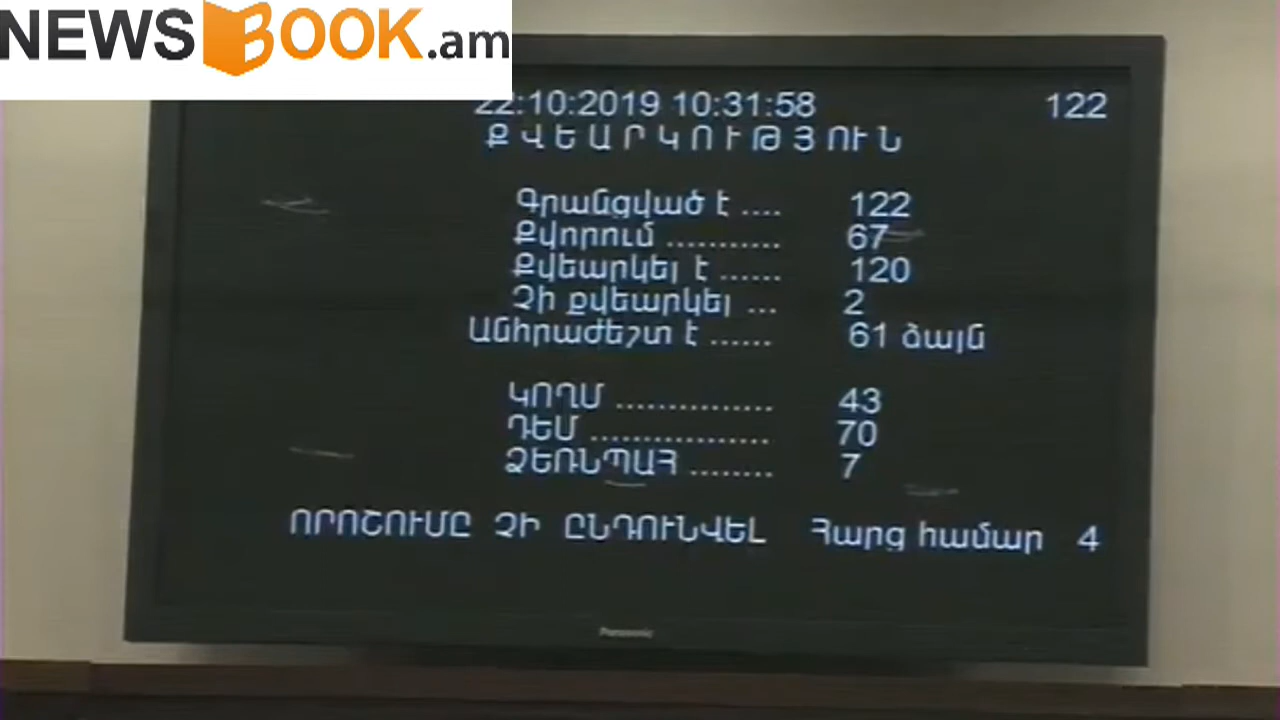 NEWSBOOK.am
22:10:2019 10:31:58 122
ՔՎԵԱՐԿՈՒԹՅՈՒՆ
Գրանցված է .... 122
Քվորում ........... 67
Քվեարկել է ...... 120
Չի քվեարկել ... 2
Անհրաժեշտ է ...... 61 ձայն
ԿՈՂՄ ............... 43
ԴԵՄ ................. 70
ՁԵՌՆՊԱՀ ........ 7
ՈՐՈՇՈՒՄԸ ՉԻ ԸՆԴՈՒՆՎԵԼ Հարց համար 4
Panasonic